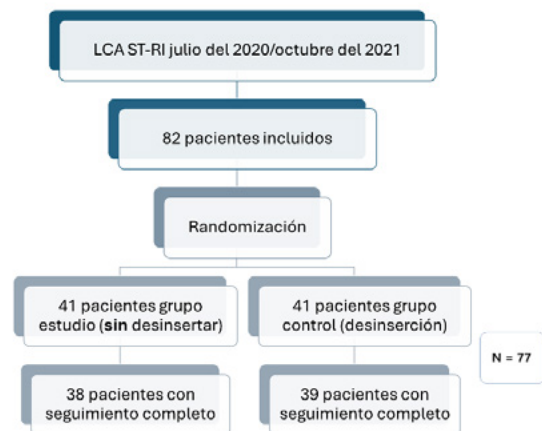 LCA ST-RI julio del 2020/octubre del 2021
82 pacientes incluidos
Randomización
41 pacientes grupo
estudio (sin desinsertar)
41 pacientes grupo
control (desinserción)
N = 77
38 pacientes con
seguimiento completo
39 pacientes con
seguimiento completo